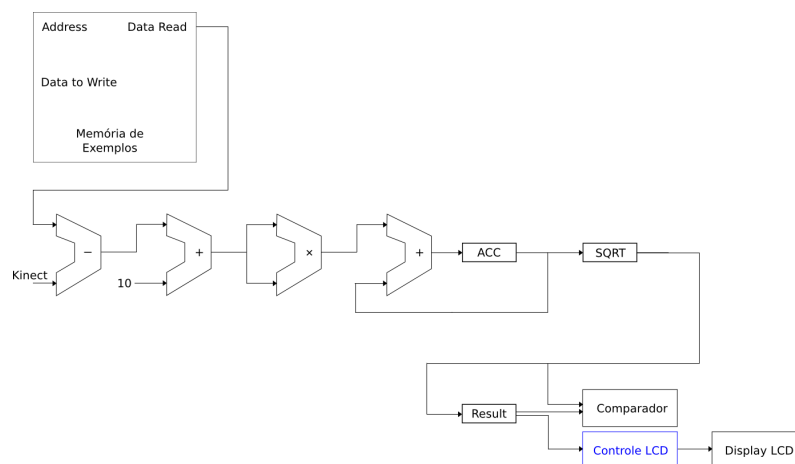 Address
Data Read
Data to Write
Memória de
Exemplos
Kinect
−
+
×
+
ACC
SQRT
10
Result
Comparador
Controle LCD
Display LCD